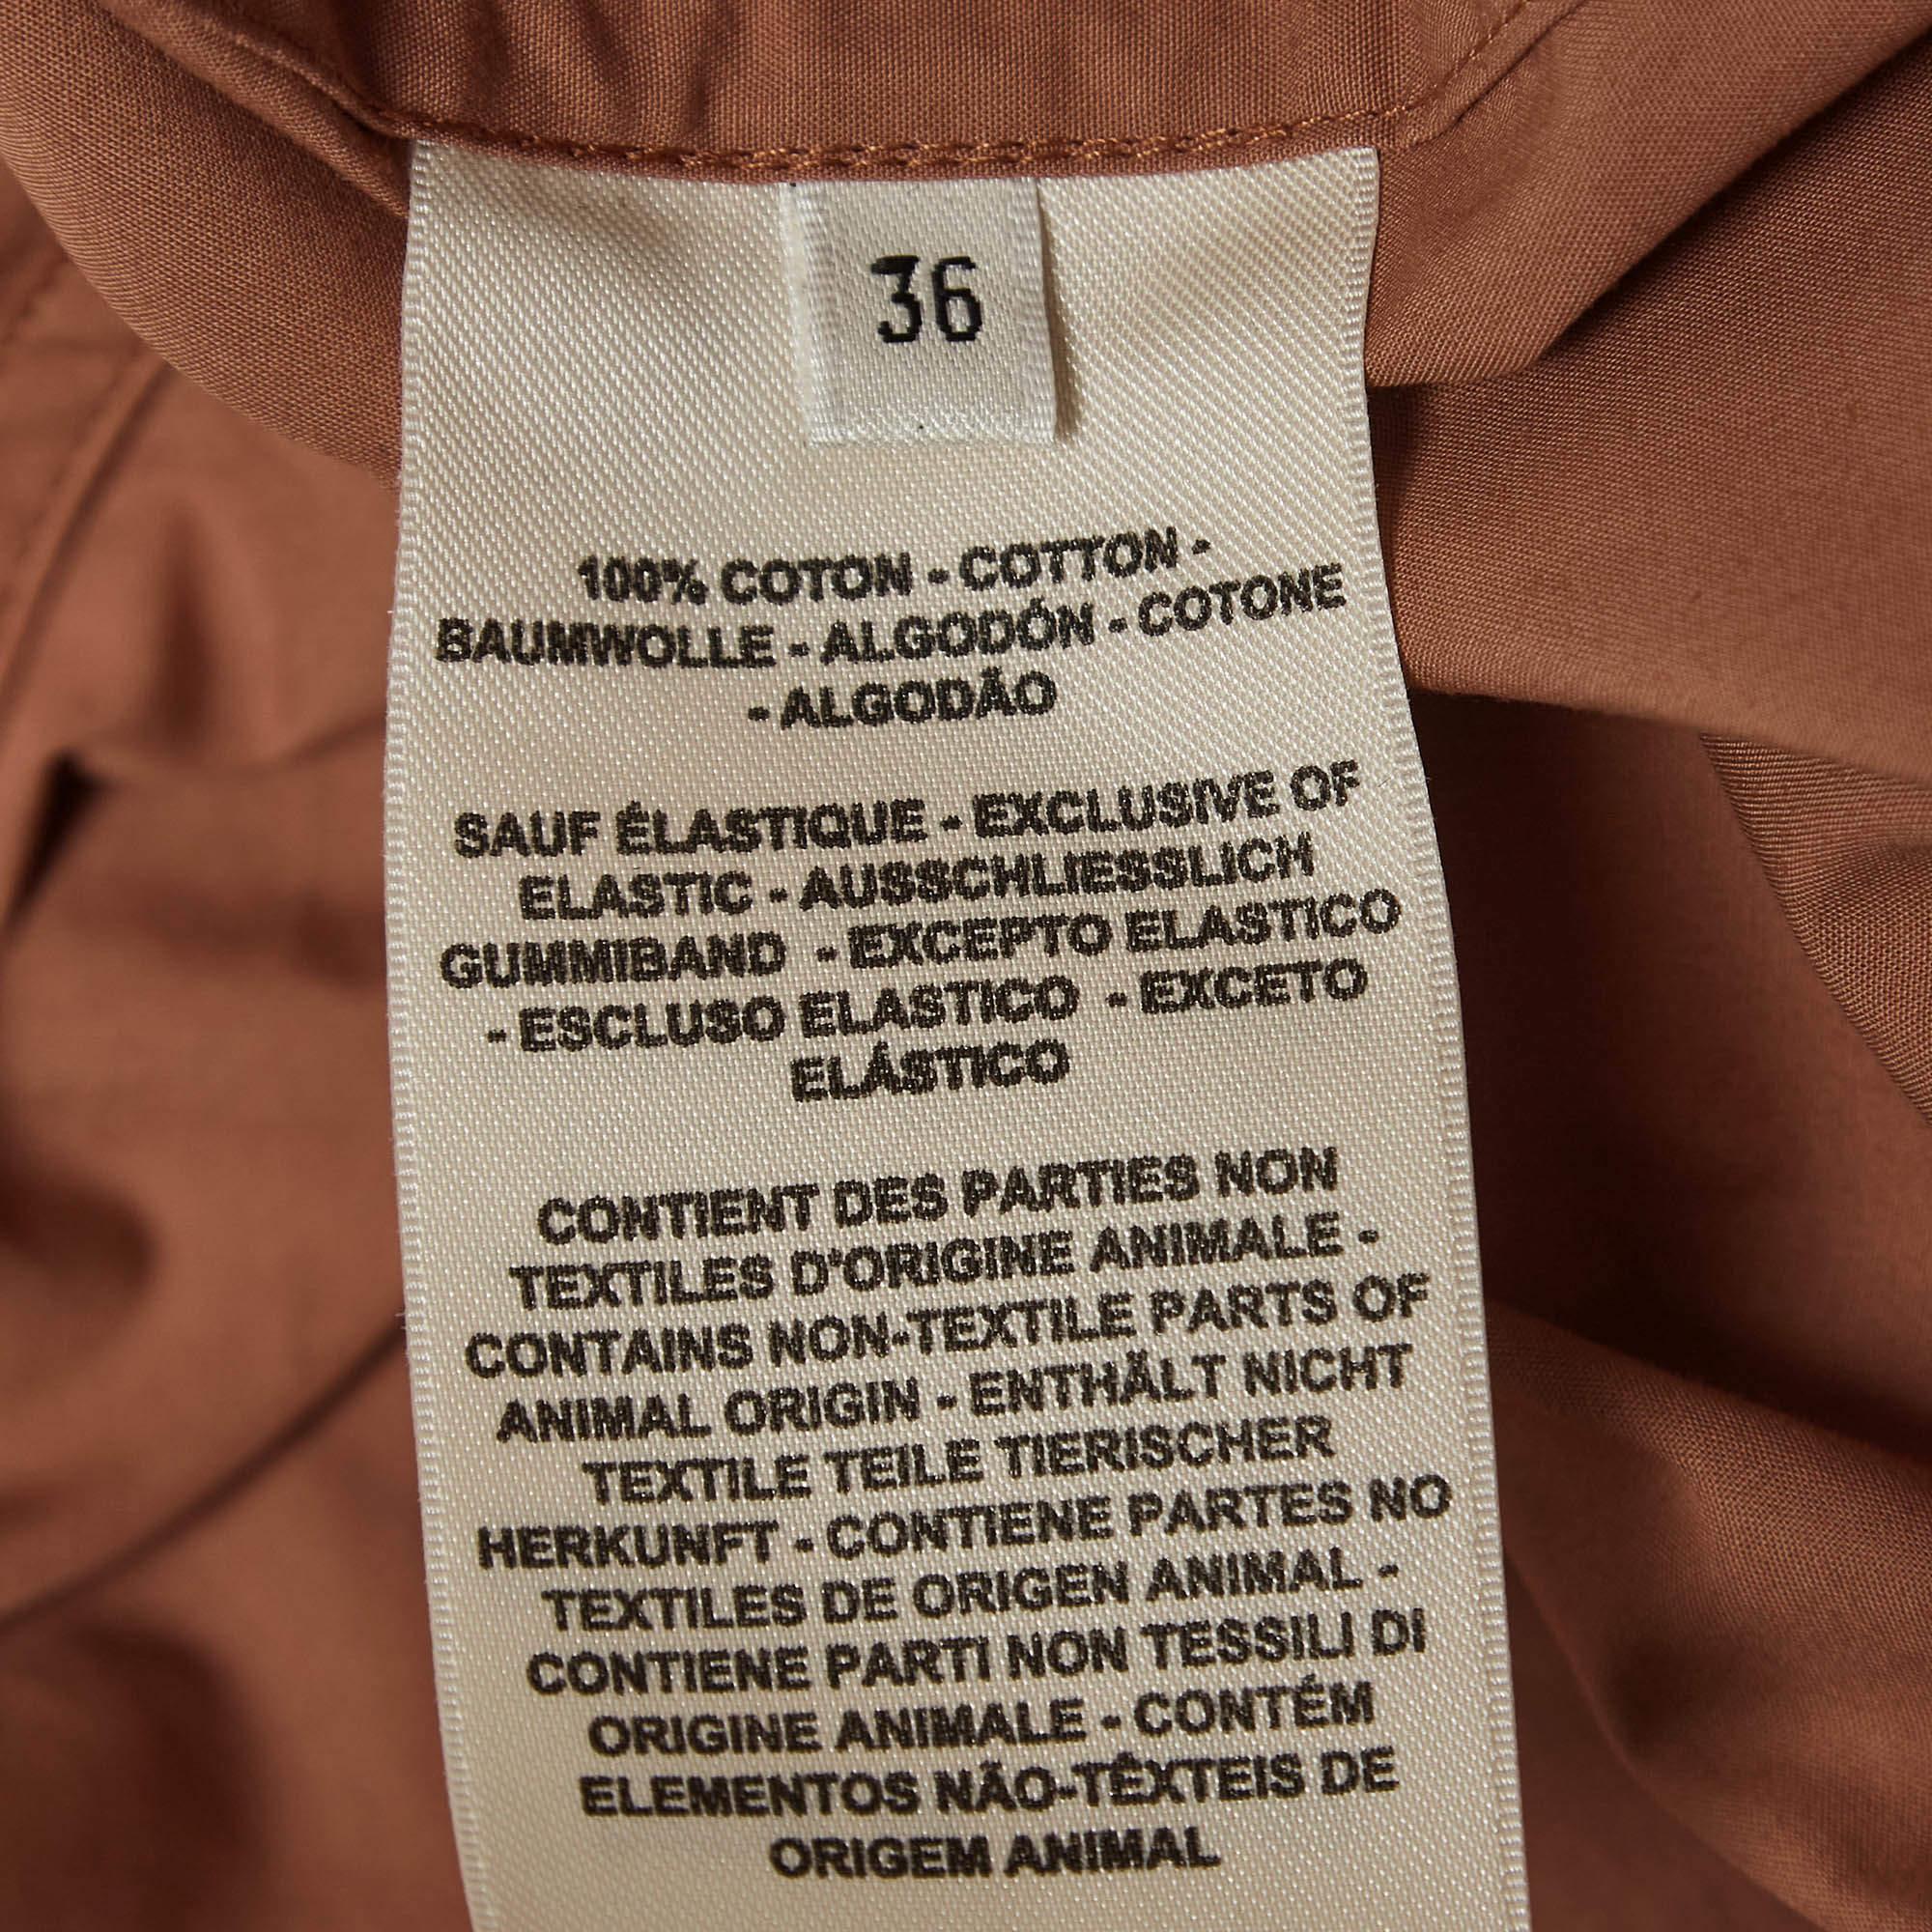 36
100% COTON - COTTON -
BAUMWOLLE - ALGODÓN - COTONE
- ALGODÃO
SAUF ÉLASTIQUE - EXCLUSIVE OF
ELASTIC - AUSSCHLIESSLICH
GUMMIBAND - EXCEPTO ELASTICO
- ESCLUSO ELASTICO - EXCETO
ELÁSTICO
CONTIENT DES PARTIES NON
TEXTILES D'ORIGINE ANIMALE -
CONTAINS NON-TEXTILE PARTS OF
ANIMAL ORIGIN - ENTHÄLT NICHT
TEXTILE TEILE TIERISCHER
HERKUNFT - CONTIENE PARTES NO
TEXTILES DE ORIGEN ANIMAL -
CONTIENE PARTI NON TESSILI DI
ORIGINE ANIMALE - CONTÉM
ELEMENTOS NÃO-TÊXTEIS DE
ORIGEM ANIMAL